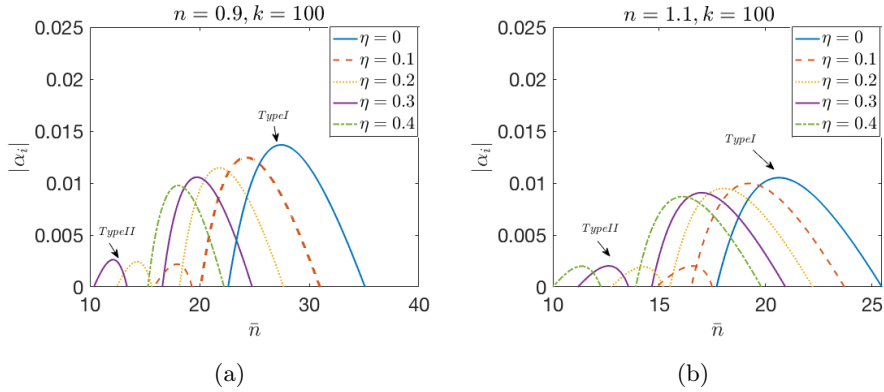 n = 0.9, k = 100
|α_i|
0.025
0.02
0.015
0.01
0.005
0
10
20
30
40
n̄
η = 0
η = 0.1
η = 0.2
η = 0.3
η = 0.4
TypeI
TypeII
(a)
n = 1.1, k = 100
|α_i|
0.025
0.02
0.015
0.01
0.005
0
10
15
20
25
n̄
η = 0
η = 0.1
η = 0.2
η = 0.3
η = 0.4
TypeI
TypeII
(b)